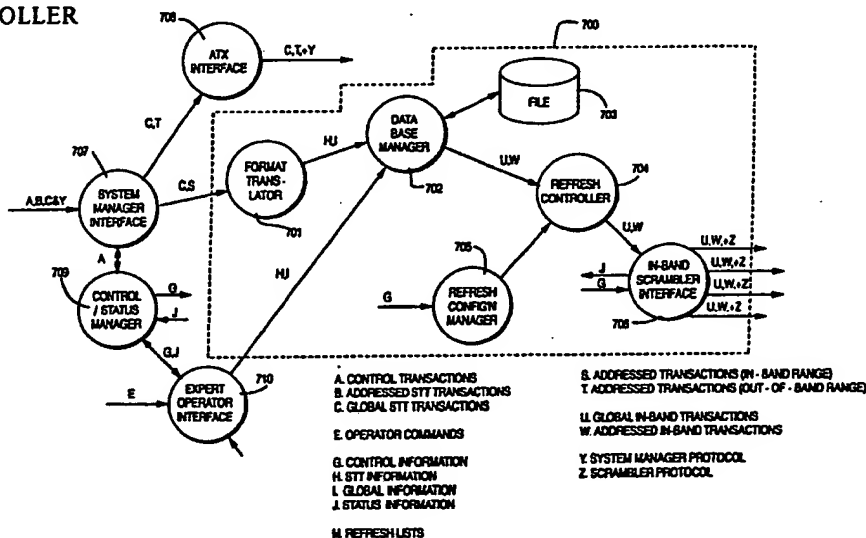 OLLER
708
ATX
INTERFACE
C,T,+Y
700
FILE
703
C,T
DATA
BASE
MANAGER
702
H,I
707
SYSTEM
MANAGER
INTERFACE
A,B,C&Y
C,S
FORMAT
TRANS-
LATOR
701
U,W
REFRESH
CONTROLLER
704
U,W
A
H,I
709
CONTROL
/ STATUS
MANAGER
G
J
705
G
REFRESH
CONFIG'N
MANAGER
J
G
IN-BAND
SCRAMBLER
INTERFACE
706
U,W,+Z
U,W,+Z
U,W,+Z
U,W,+Z
G,J
E
EXPERT
OPERATOR
INTERFACE
710
A. CONTROL TRANSACTIONS
B. ADDRESSED STT TRANSACTIONS
C. GLOBAL STT TRANSACTIONS
E. OPERATOR COMMANDS
G. CONTROL INFORMATION
H. STT INFORMATION
I. GLOBAL INFORMATION
J. STATUS INFORMATION
M. REFRESH LISTS
S. ADDRESSED TRANSACTIONS (IN - BAND RANGE)
T. ADDRESSED TRANSACTIONS (OUT - OF - BAND RANGE)
U. GLOBAL IN-BAND TRANSACTIONS
W. ADDRESSED IN-BAND TRANSACTIONS
Y. SYSTEM MANAGER PROTOCOL
Z. SCRAMBLER PROTOCOL